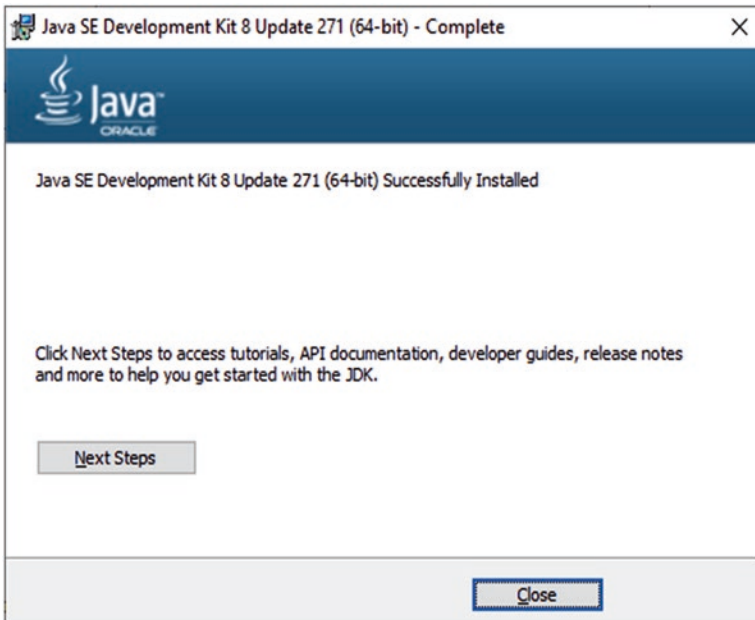 Java SE Development Kit 8 Update 271 (64-bit) - Complete
Java™
ORACLE
Java SE Development Kit 8 Update 271 (64-bit) Successfully Installed
Click Next Steps to access tutorials, API documentation, developer guides, release notes
and more to help you get started with the JDK.
Next Steps
Close